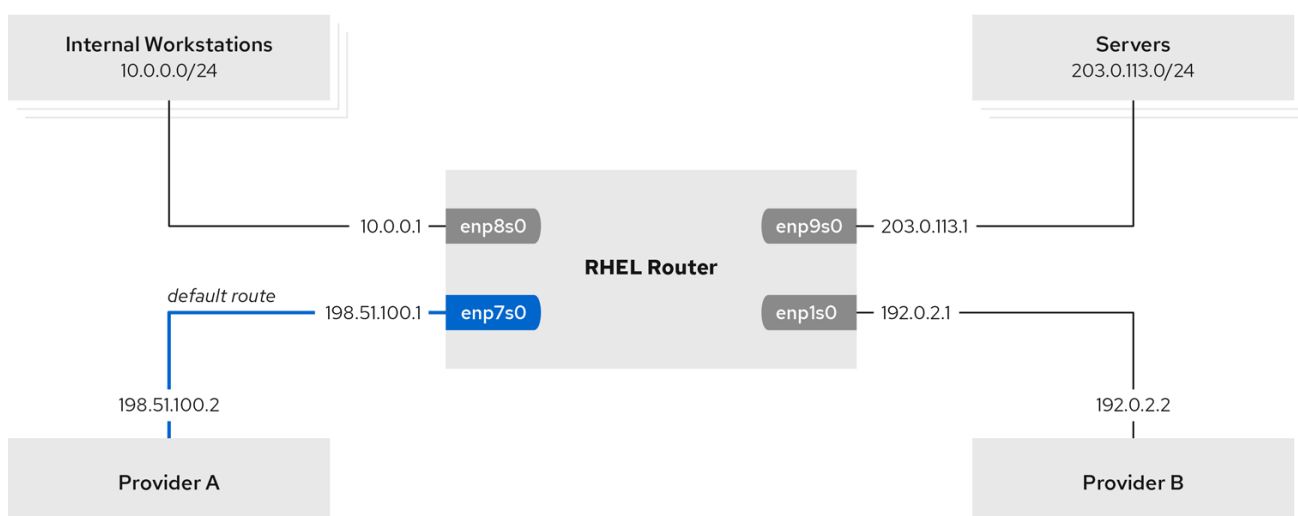 Internal Workstations
10.0.0.0/24
Servers
203.0.113.0/24
10.0.0.1
enp8s0
enp9s0
203.0.113.1
RHEL Router
default route
198.51.100.1
enp7s0
enp1s0
192.0.2.1
198.51.100.2
192.0.2.2
Provider A
Provider B